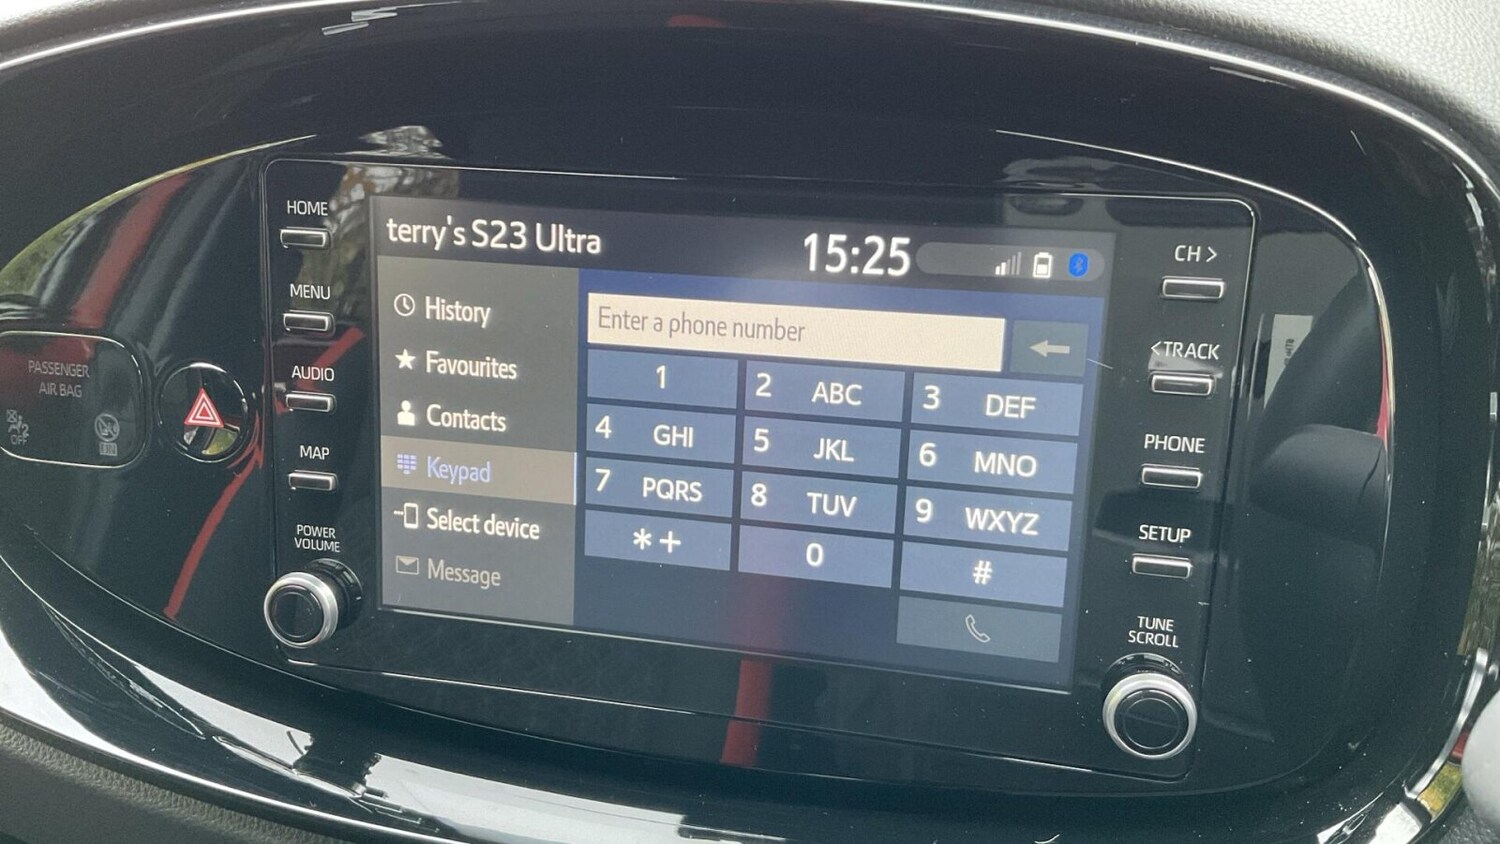 HOME
MENU
AUDIO
MAP
POWER
VOLUME
PASSENGER
AIR BAG
OFF
terry's S23 Ultra
15:25
History
Favourites
Contacts
Keypad
Select device
Message
Enter a phone number
1
2 ABC
3 DEF
4 GHI
5 JKL
6 MNO
7 PQRS
8 TUV
9 WXYZ
*+
0
#
CH >
<TRACK
PHONE
SETUP
TUNE
SCROLL